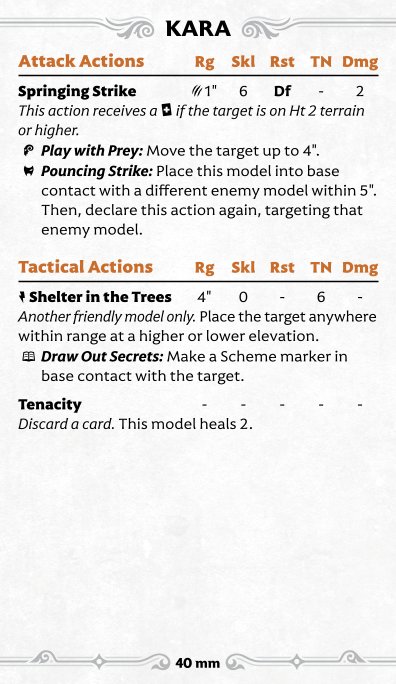 KARA
Attack Actions Rg Skl Rst TN Dmg
Springing Strike 1" 6 Df - 2
This action receives a if the target is on Ht 2 terrain
or higher.
Play with Prey: Move the target up to 4".
Pouncing Strike: Place this model into base
contact with a different enemy model within 5".
Then, declare this action again, targeting that
enemy model.
Tactical Actions Rg Skl Rst TN Dmg
Shelter in the Trees 4" 0 - 6 -
Another friendly model only. Place the target anywhere
within range at a higher or lower elevation.
Draw Out Secrets: Make a Scheme marker in
base contact with the target.
Tenacity - - - - -
Discard a card. This model heals 2.
40 mm